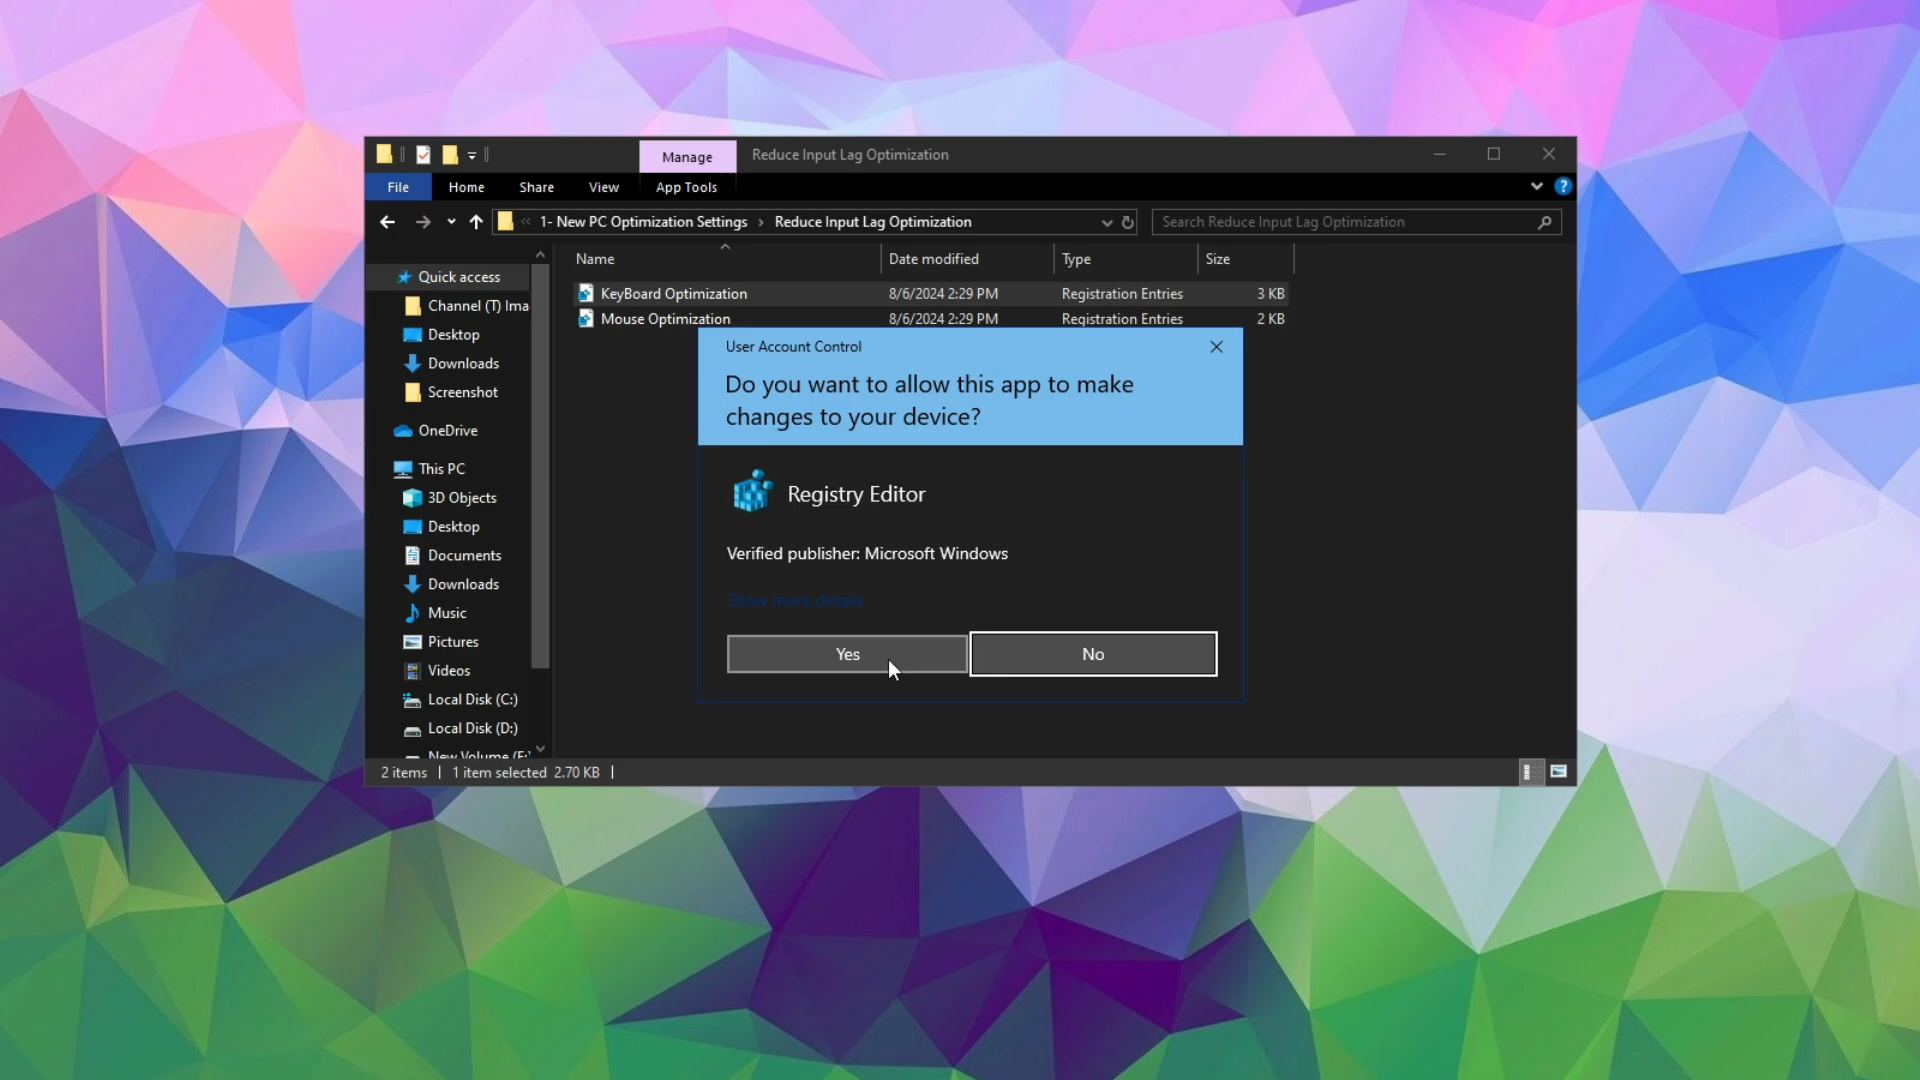 Manage
Reduce Input Lag Optimization
File
Home
Share
View
App Tools
?
« 1- New PC Optimization Settings › Reduce Input Lag Optimization
Search Reduce Input Lag Optimization
Name
Date modified
Type
Size
KeyBoard Optimization 8/6/2024 2:29 PM Registration Entries 3 KB
Mouse Optimization 8/6/2024 2:29 PM Registration Entries 2 KB
Quick access
Channel (T) Ima
Desktop
Downloads
Screenshot
OneDrive
This PC
3D Objects
Desktop
Documents
Downloads
Music
Pictures
Videos
Local Disk (C:)
Local Disk (D:)
New Volume (E:)
User Account Control
Do you want to allow this app to make
changes to your device?
Registry Editor
Verified publisher: Microsoft Windows
Show more details
Yes
No
2 items | 1 item selected 2.70 KB |